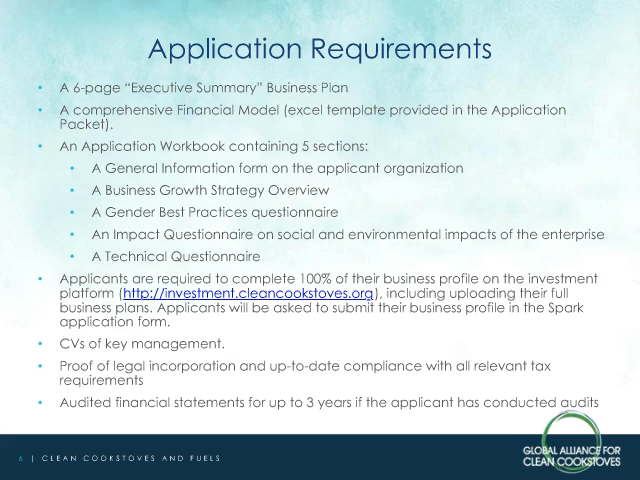 Application Requirements
• A 6-page “Executive Summary” Business Plan
• A comprehensive Financial Model (excel template provided in the Application
Packet).
• An Application Workbook containing 5 sections:
• A General Information form on the applicant organization
• A Business Growth Strategy Overview
• A Gender Best Practices questionnaire
• An Impact Questionnaire on social and environmental impacts of the enterprise
• A Technical Questionnaire
• Applicants are required to complete 100% of their business profile on the investment
platform (http://investment.cleancookstoves.org), including uploading their full
business plans. Applicants will be asked to submit their business profile in the Spark
application form.
• CVs of key management.
• Proof of legal incorporation and up-to-date compliance with all relevant tax
requirements
• Audited financial statements for up to 3 years if the applicant has conducted audits
6 | CLEAN COOKSTOVES AND FUELS
GLOBAL ALLIANCE FOR
CLEAN COOKSTOVES